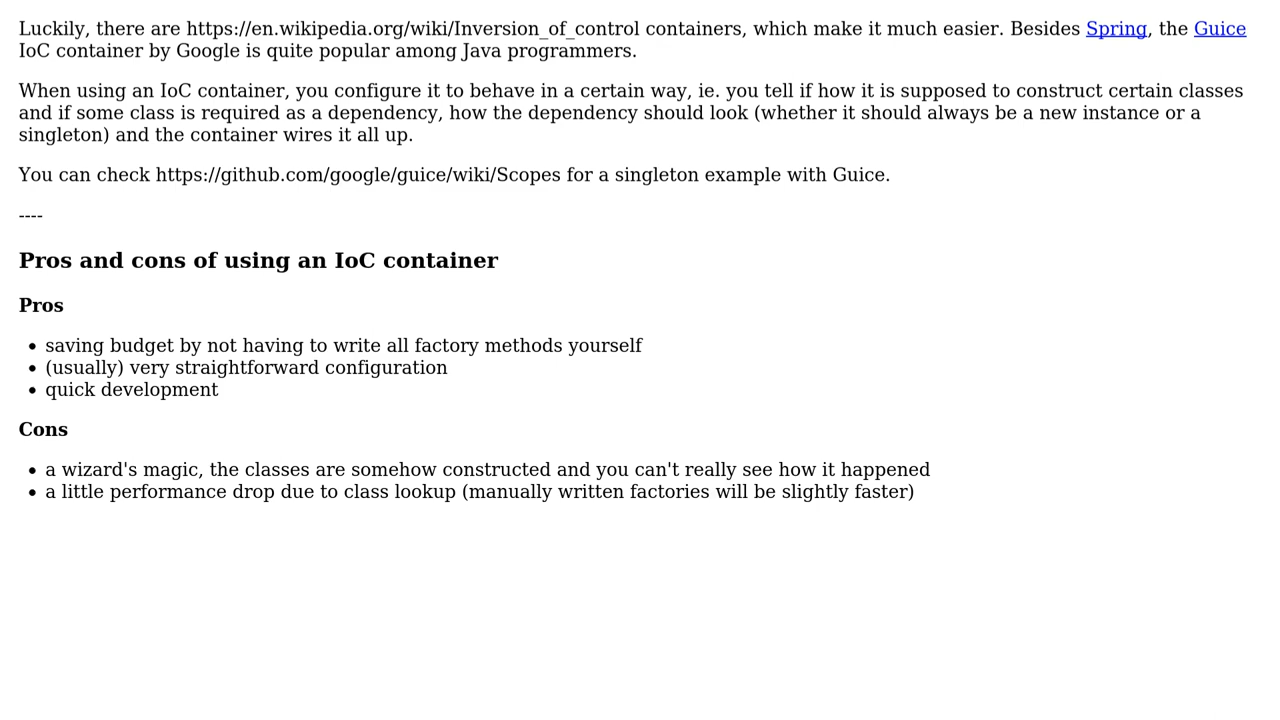 Luckily, there are https://en.wikipedia.org/wiki/Inversion_of_control containers, which make it much easier. Besides Spring, the Guice
IoC container by Google is quite popular among Java programmers.
When using an IoC container, you configure it to behave in a certain way, ie. you tell if how it is supposed to construct certain classes
and if some class is required as a dependency, how the dependency should look (whether it should always be a new instance or a
singleton) and the container wires it all up.
You can check https://github.com/google/guice/wiki/Scopes for a singleton example with Guice.
----
Pros and cons of using an IoC container
Pros
• saving budget by not having to write all factory methods yourself
• (usually) very straightforward configuration
• quick development
Cons
• a wizard's magic, the classes are somehow constructed and you can't really see how it happened
• a little performance drop due to class lookup (manually written factories will be slightly faster)